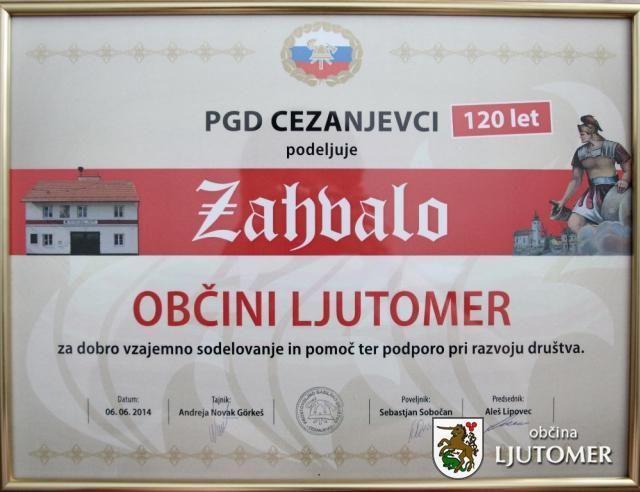 PGD CEZANJEVCI 120 let
podeljuje
Zahvalo
OBČINI LJUTOMER
za dobro vzajemno sodelovanje in pomoč ter podporo pri razvoju društva.
Datum: Tajnik: Poveljnik: Predsednik:
06. 06. 2014 Andreja Novak Görkeš Sebastjan Sobočan Aleš Lipovec
občina
LJUTOMER